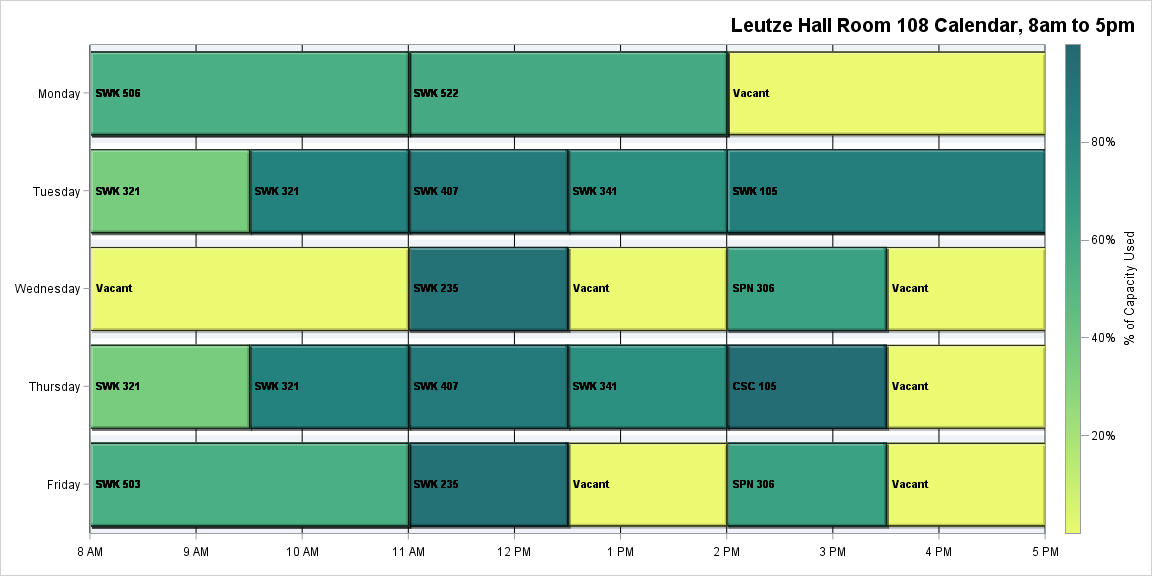 Leutze Hall Room 108 Calendar, 8am to 5pm
Monday
SWK 506
SWK 522
Vacant
Tuesday
SWK 321
SWK 321
SWK 407
SWK 341
SWK 105
Wednesday
Vacant
SWK 235
Vacant
SPN 306
Vacant
Thursday
SWK 321
SWK 321
SWK 407
SWK 341
CSC 105
Vacant
Friday
SWK 503
SWK 235
Vacant
SPN 306
Vacant
8 AM
9 AM
10 AM
11 AM
12 PM
1 PM
2 PM
3 PM
4 PM
5 PM
80%
60%
40%
20%
% of Capacity Used